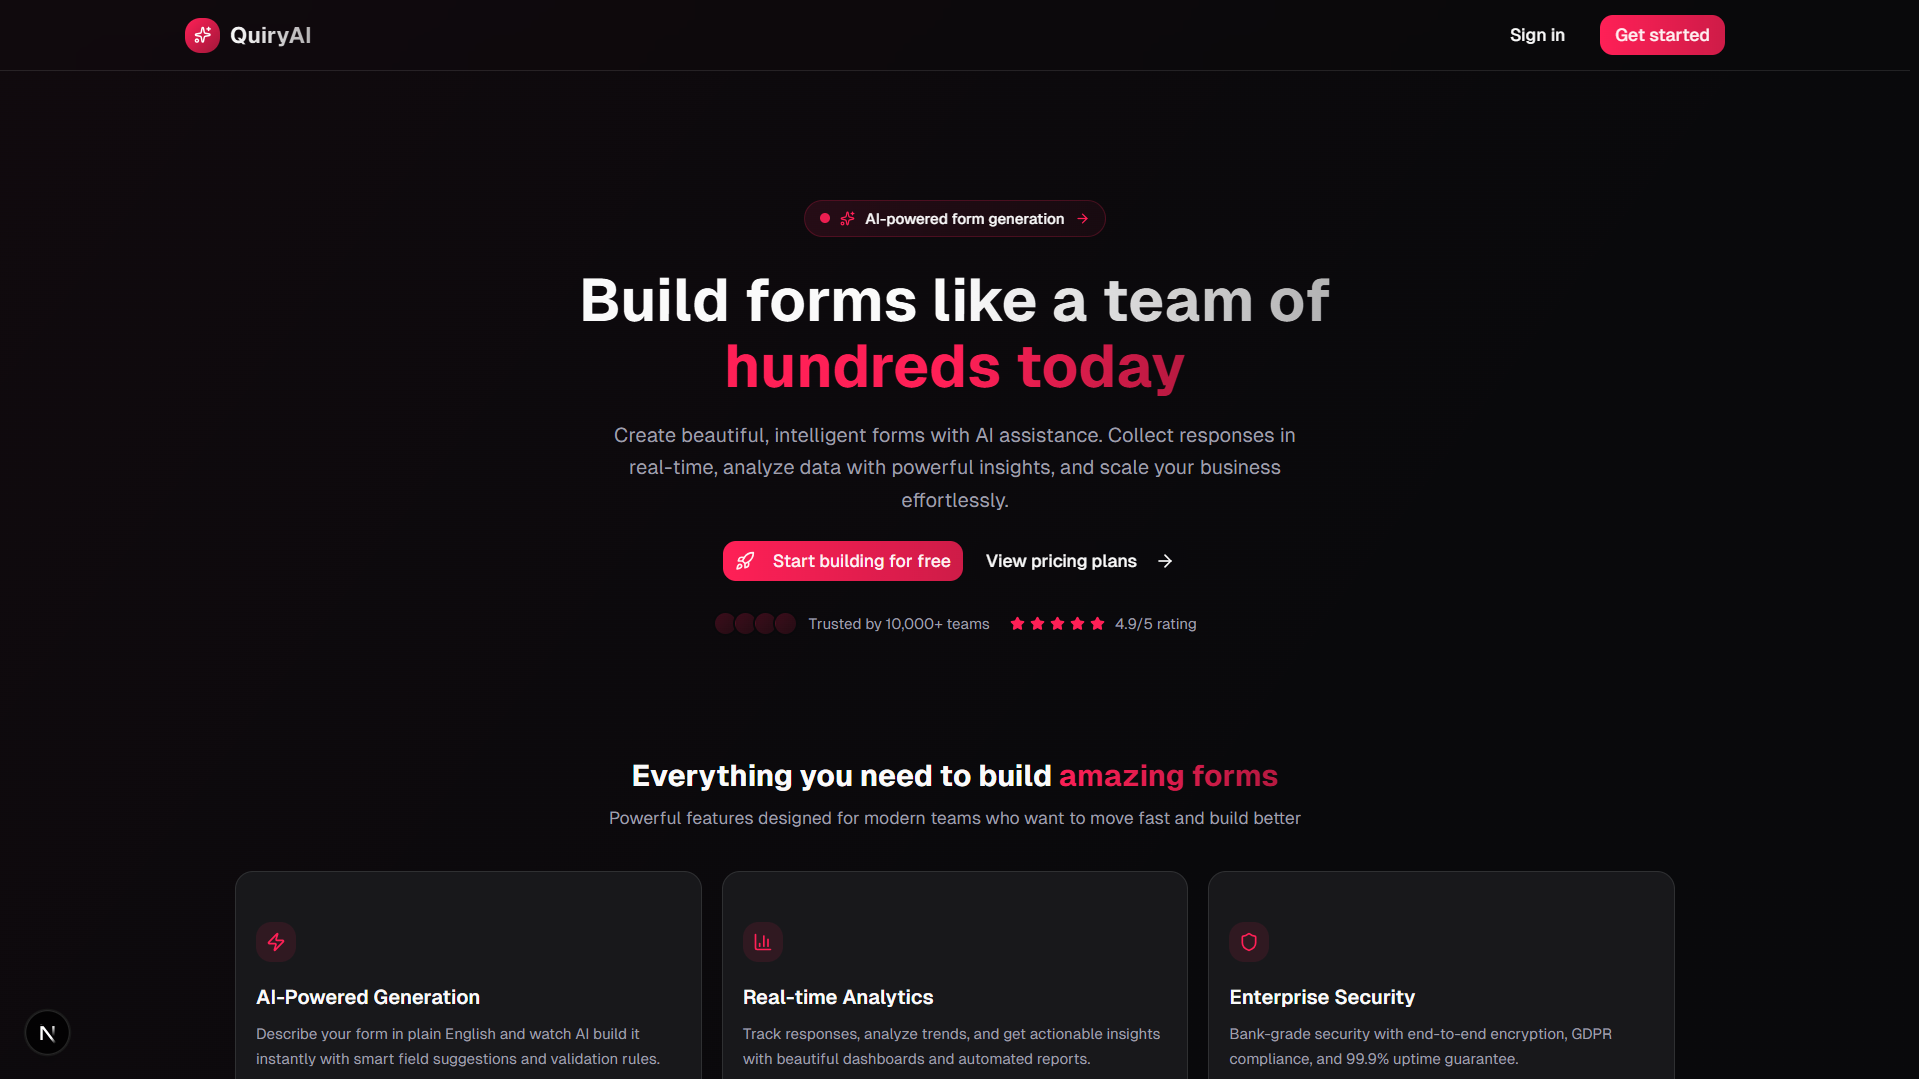 QuiryAI
Sign in
Get started
AI-powered form generation
Build forms like a team of
hundreds today
Create beautiful, intelligent forms with AI assistance. Collect responses in
real-time, analyze data with powerful insights, and scale your business
effortlessly.
Start building for free
View pricing plans
Trusted by 10,000+ teams
4.9/5 rating
Everything you need to build amazing forms
Powerful features designed for modern teams who want to move fast and build better
AI-Powered Generation
Describe your form in plain English and watch AI build it
instantly with smart field suggestions and validation rules.
Real-time Analytics
Track responses, analyze trends, and get actionable insights
with beautiful dashboards and automated reports.
Enterprise Security
Bank-grade security with end-to-end encryption, GDPR
compliance, and 99.9% uptime guarantee.
N